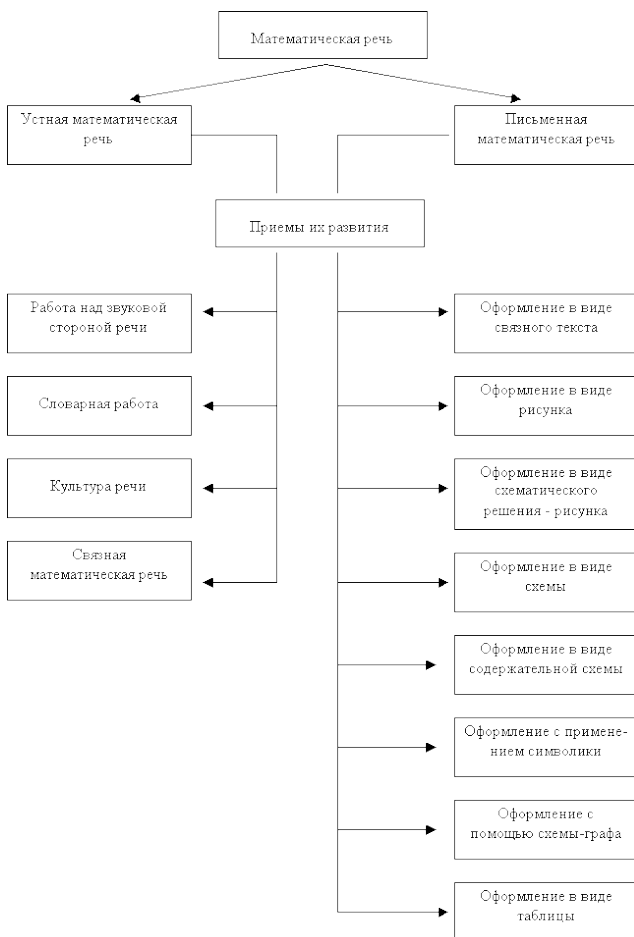 Математическая речь
Устная математическая
речь
Письменная
математическая речь
Приемы их развития
Работа над звуковой
стороной речи
Словарная работа
Культура речи
Связная
математическая речь
Оформление в виде
связного текста
Оформление в виде
рисунка
Оформление в виде
схематического
решения - рисунка
Оформление в виде
схемы
Оформление в виде
содержательной схемы
Оформление с примене-
нием символики
Оформление с
помощью схемы-графа
Оформление в виде
таблицы